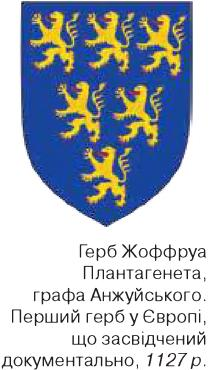 Герб Жоффруа
Плантагенета,
графа Анжуйського.
Перший герб у Європі,
що засвідчений
документально, 1127 р.